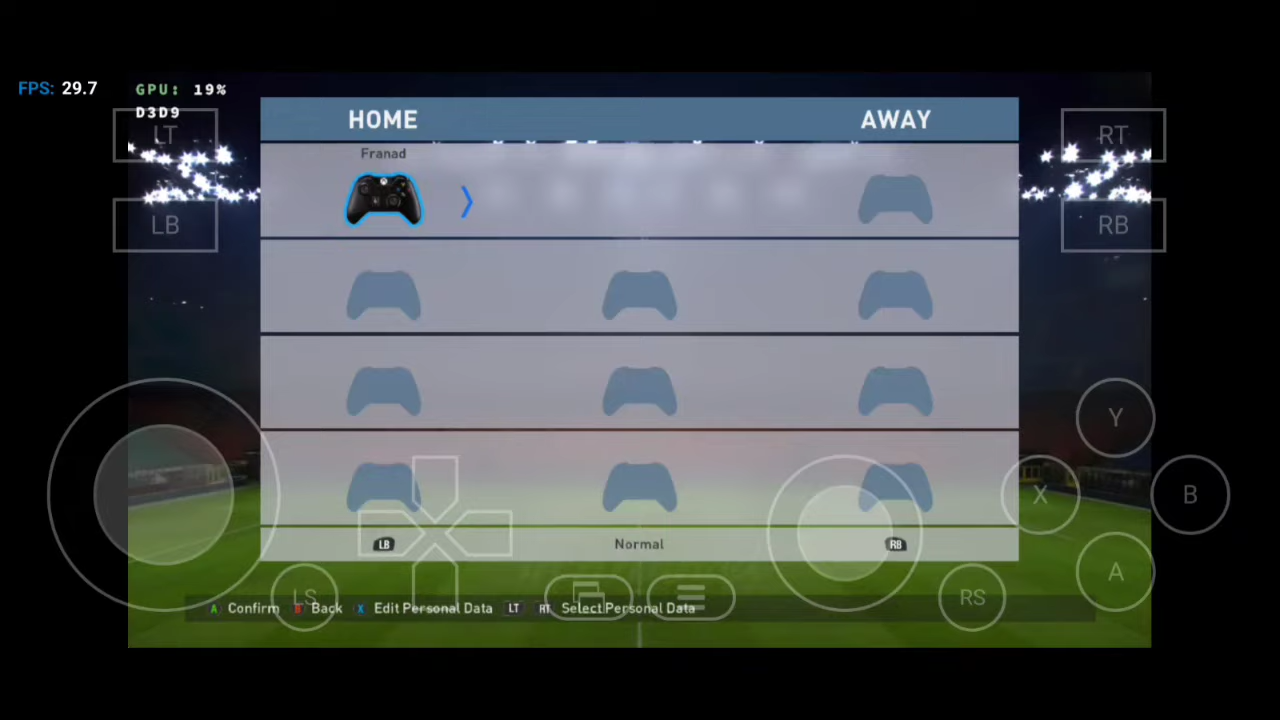 FPS: 29.7
GPU: 19%
D3D9
LT
HOME
AWAY
RT
Franad
LB
RB
Y
X
B
LB
Normal
RB
A
LS
RS
A Confirm B Back X Edit Personal Data LT RT Select Personal Data